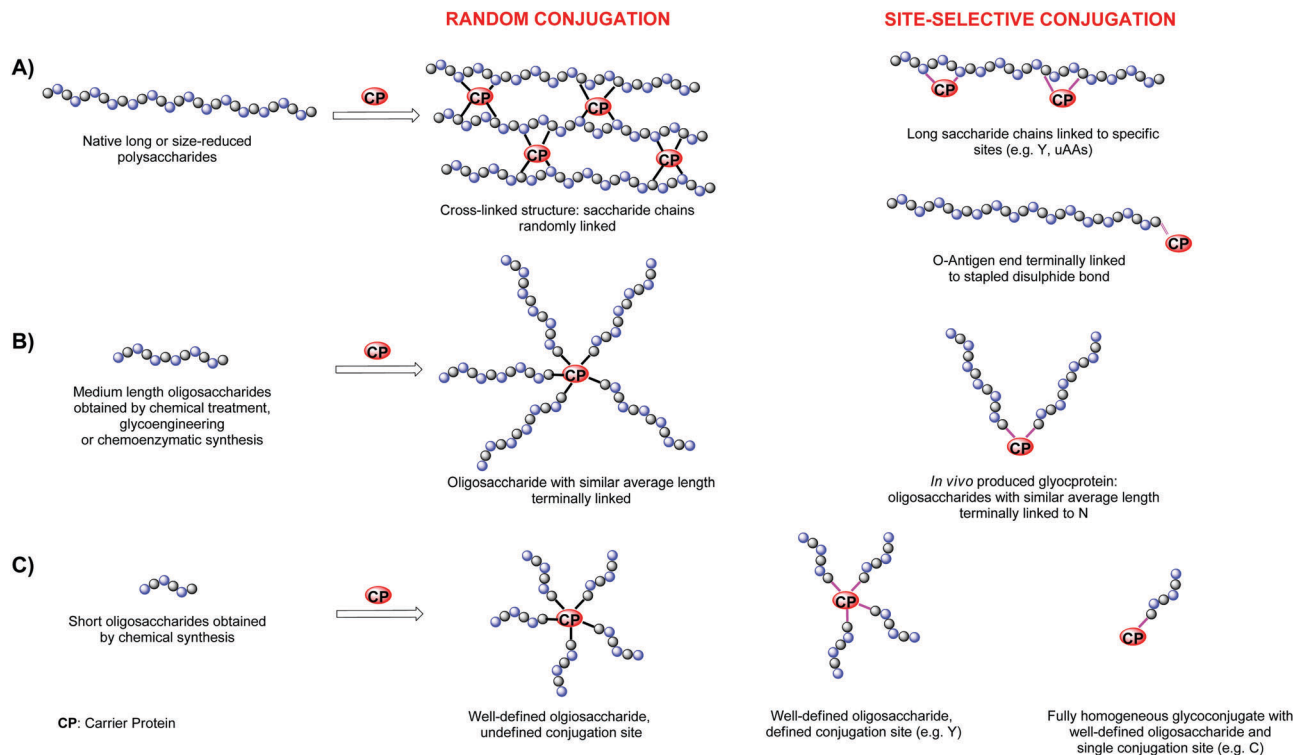 RANDOM CONJUGATION
SITE-SELECTIVE CONJUGATION
A)
CP
CP
CP
CP
CP
CP
CP
Native long or size-reduced
polysaccharides
Cross-linked structure: saccharide chains
randomly linked
Long saccharide chains linked to specific
sites (e.g. Y, uAAs)
CP
O-Antigen end terminally linked
to stapled disulphide bond
B)
CP
CP
CP
Medium length oligosaccharides
obtained by chemical treatment,
glycoengineering
or chemoenzymatic synthesis
Oligosaccharide with similar average length
terminally linked
In vivo produced glyocprotein:
oligosaccharides with similar average length
terminally linked to N
C)
CP
CP
CP
CP
Short oligosaccharides obtained
by chemical synthesis
CP: Carrier Protein
Well-defined olgiosaccharide,
undefined conjugation site
Well-defined oligosaccharide,
defined conjugation site (e.g. Y)
Fully homogeneous glycoconjugate with
well-defined oligosaccharide and
single conjugation site (e.g. C)